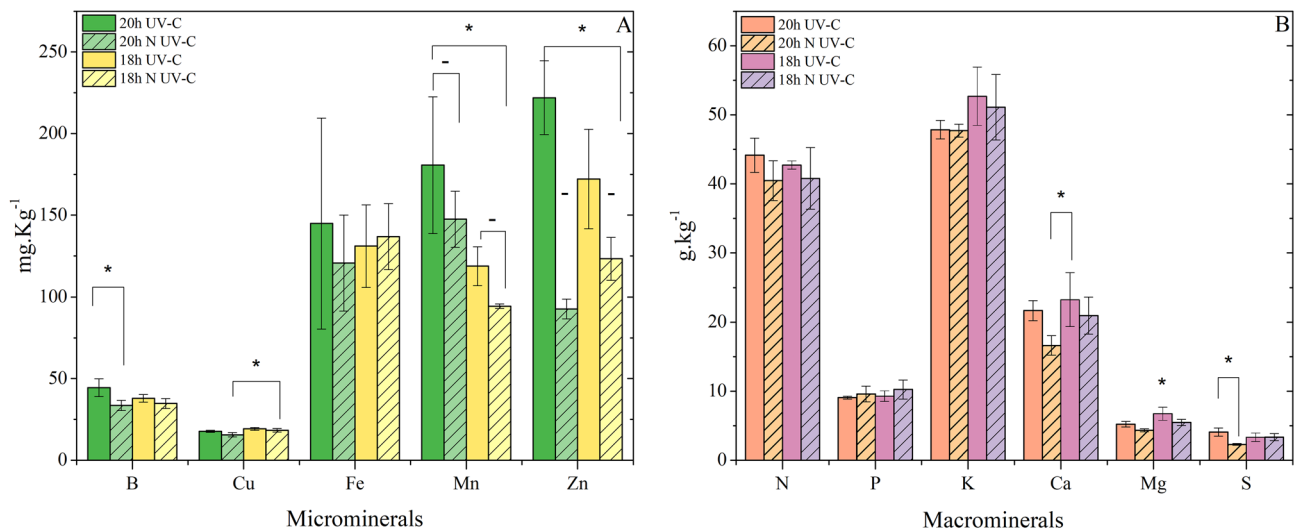 A
20h UV-C
20h N UV-C
18h UV-C
18h N UV-C
250
200
150
100
50
0
mg.Kg-1
*
*
*
*
-
-
-
-
B
Cu
Fe
Mn
Zn
Microminerals
B
20h UV-C
20h N UV-C
18h UV-C
18h N UV-C
60
50
40
30
20
10
0
g.kg-1
*
*
*
N
P
K
Ca
Mg
S
Macrominerals